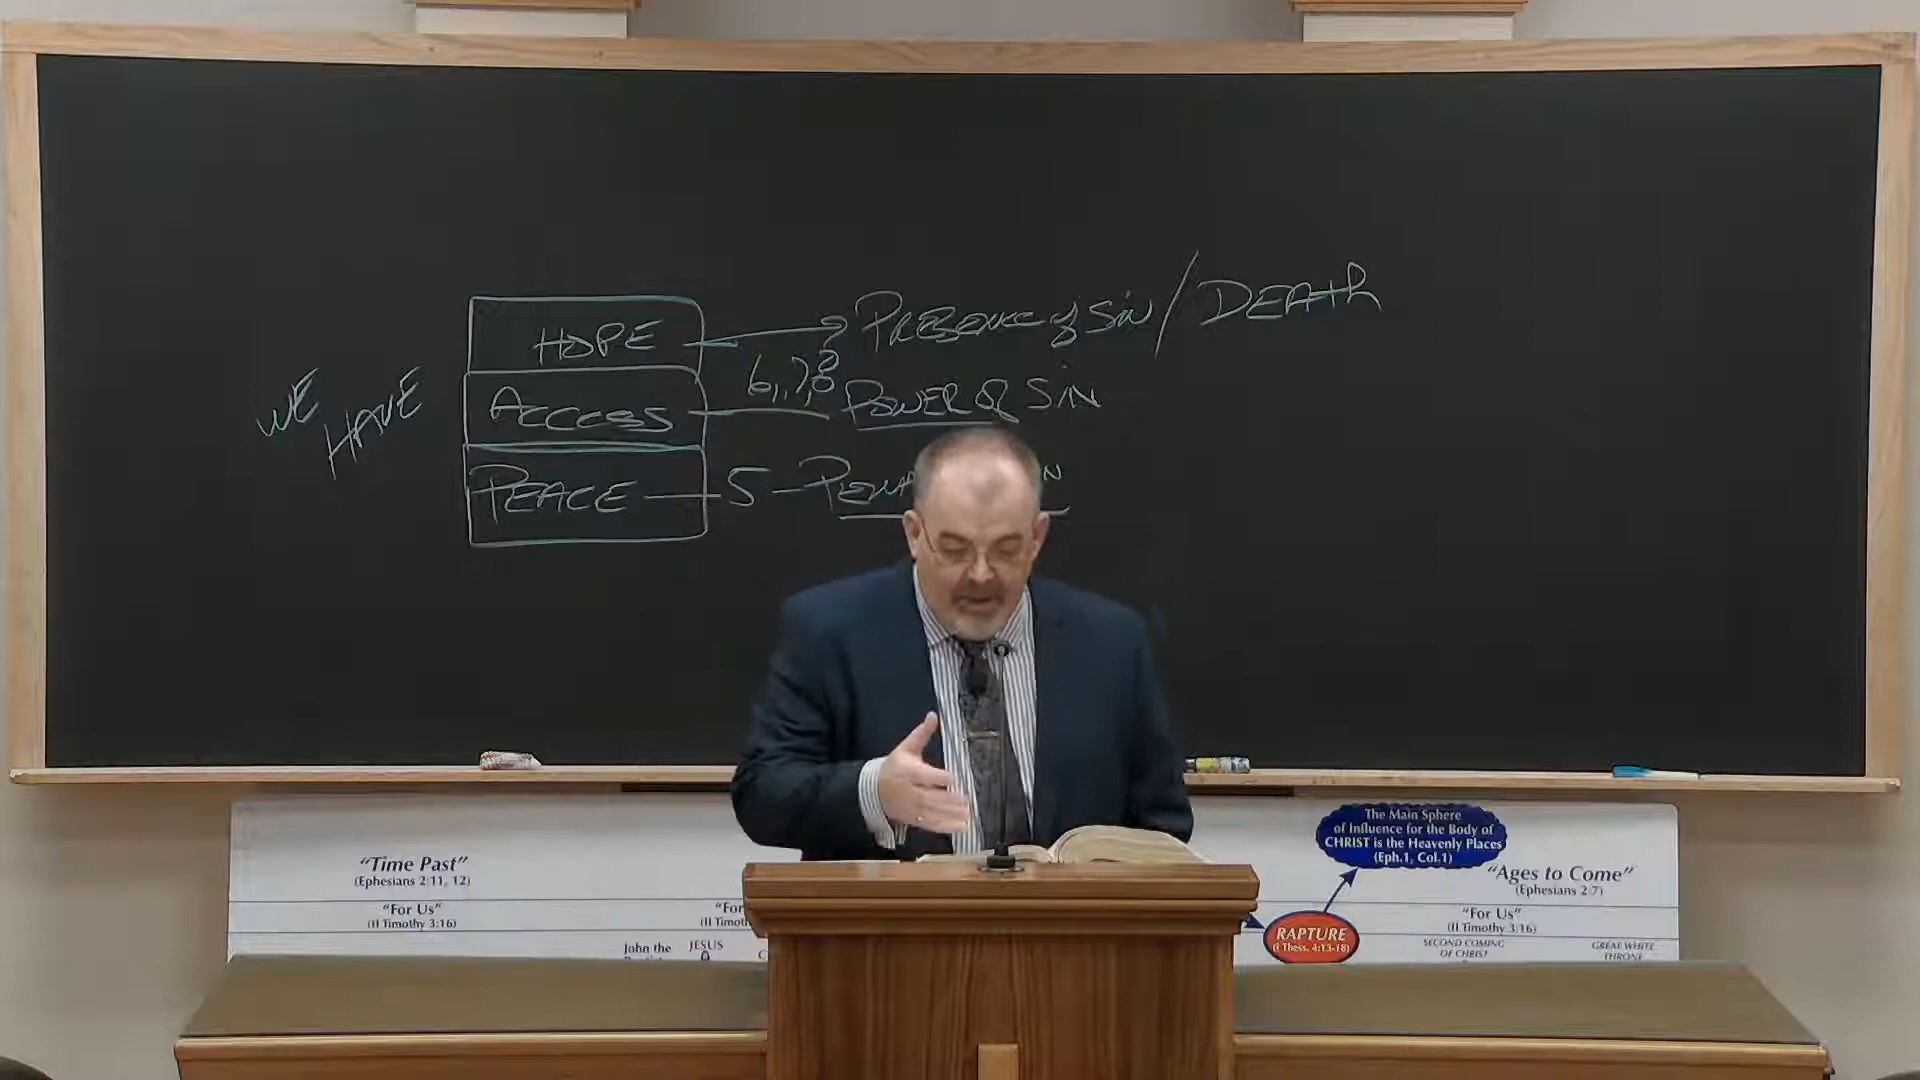 WE
HAVE
HOPE
PRESENCE of SiN / DEATh
6,7,8
ACCESS
POWER of SiN
PEACE
5
The Main Sphere
of Influence for the Body of
CHRIST is the Heavenly Places
(Eph.1, Col.1)
"Time Past"
(Ephesians 2:11, 12)
"Ages to Come"
(Ephesians 2:7)
"For Us"
(II Timothy 3:16)
"For
(II Timoth
"For Us"
(II Timothy 3:16)
RAPTURE
(I Thess. 4:13-18)
John the
JESUS
C
SECOND COMING
OF CHRIST
GREAT WHITE
THRONE